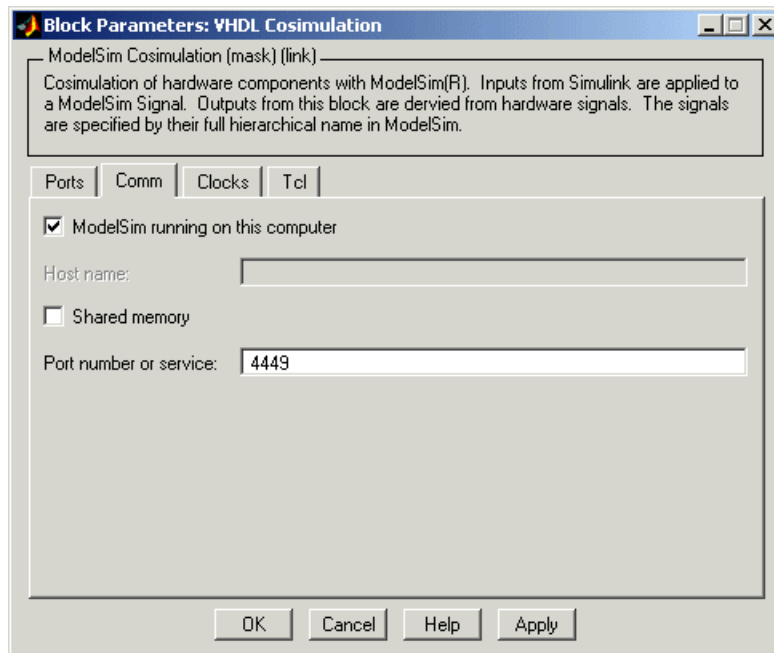 Block Parameters: VHDL Cosimulation
ModelSim Cosimulation (mask) (link)
Cosimulation of hardware components with ModelSim(R). Inputs from Simulink are applied to
a ModelSim Signal. Outputs from this block are dervied from hardware signals. The signals
are specified by their full hierarchical name in ModelSim.
Ports Comm Clocks Tcl
ModelSim running on this computer
Host name:
Shared memory
Port number or service: 4449
OK Cancel Help Apply